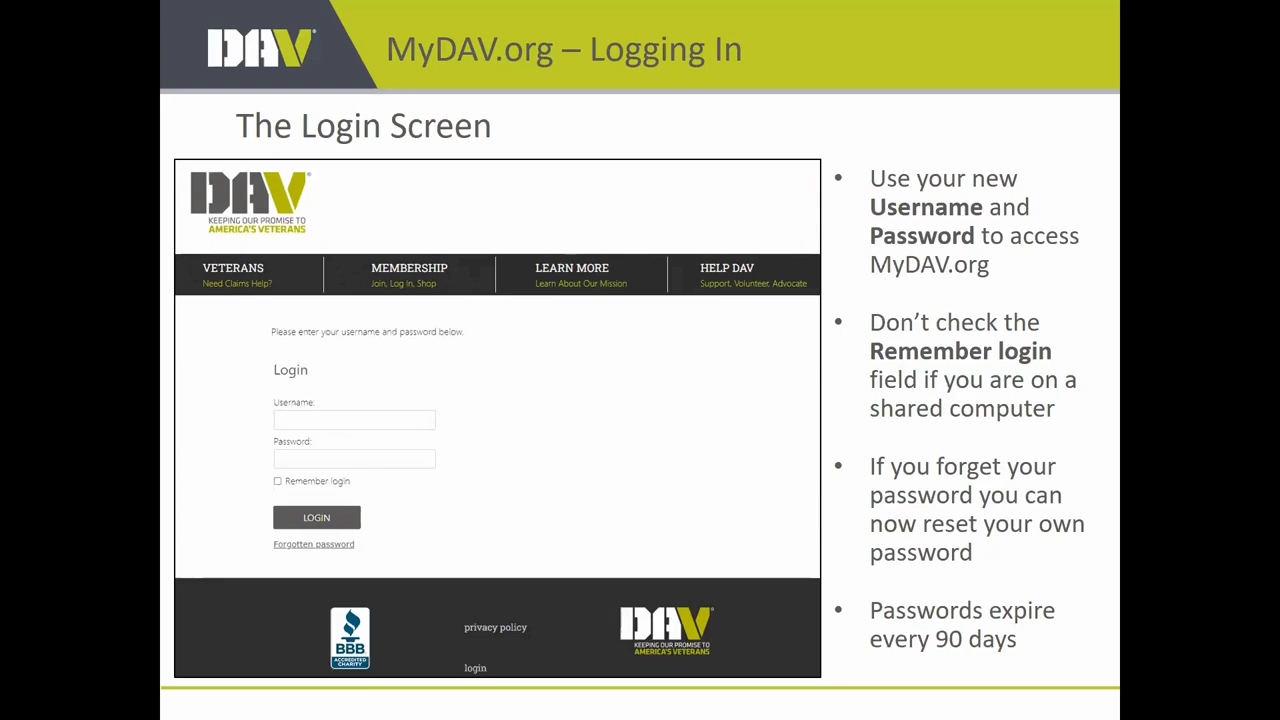 DAV
MyDAV.org – Logging In
The Login Screen
DAV®
KEEPING OUR PROMISE TO
AMERICA'S VETERANS
VETERANS
Need Claims Help?
MEMBERSHIP
Join, Log In, Shop
LEARN MORE
Learn About Our Mission
HELP DAV
Support, Volunteer, Advocate
Please enter your username and password below.
Login
Username:
Password:
Remember login
LOGIN
Forgotten password
BBB
ACCREDITED
CHARITY
privacy policy
login
DAV®
KEEPING OUR PROMISE TO
AMERICA'S VETERANS
• Use your new
Username and
Password to access
MyDAV.org
• Don't check the
Remember login
field if you are on a
shared computer
• If you forget your
password you can
now reset your own
password
• Passwords expire
every 90 days